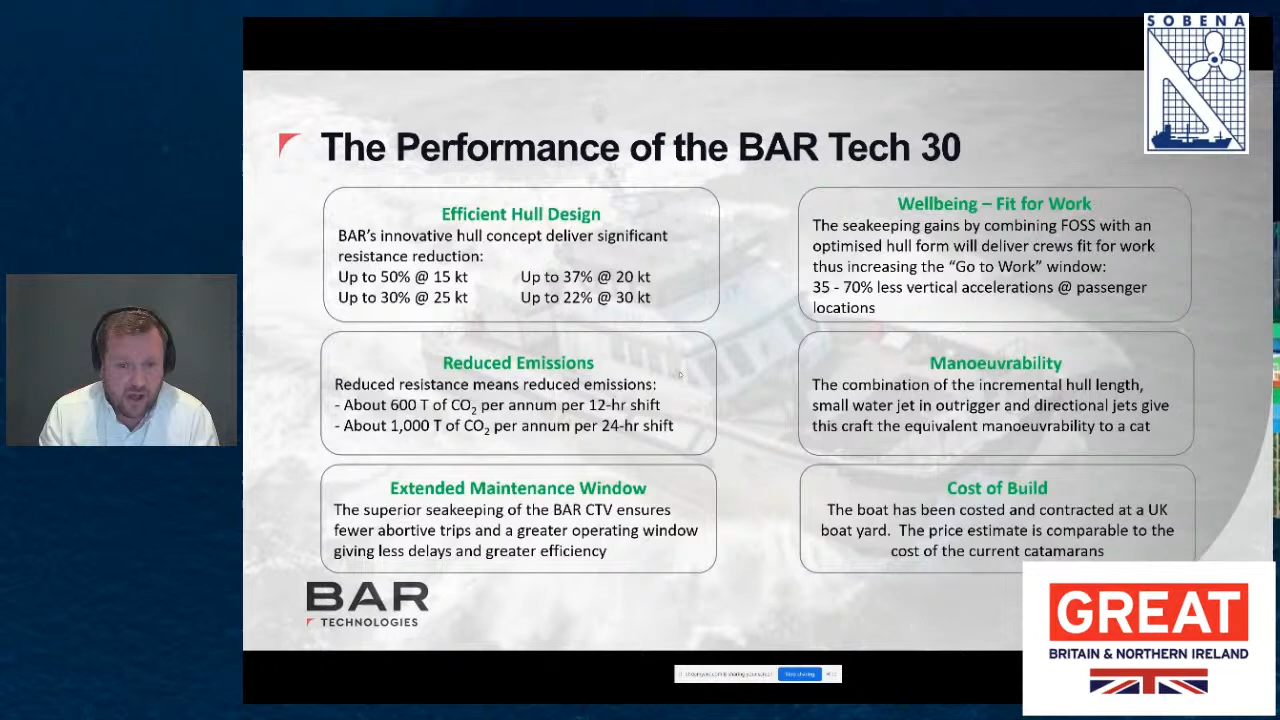 SOBENA
The Performance of the BAR Tech 30
Efficient Hull Design
BAR's innovative hull concept deliver significant
resistance reduction:
Up to 50% @ 15 kt Up to 37% @ 20 kt
Up to 30% @ 25 kt Up to 22% @ 30 kt
Wellbeing – Fit for Work
The seakeeping gains by combining FOSS with an
optimised hull form will deliver crews fit for work
thus increasing the “Go to Work” window:
35 - 70% less vertical accelerations @ passenger
locations
Reduced Emissions
Reduced resistance means reduced emissions:
- About 600 T of CO2 per annum per 12-hr shift
- About 1,000 T of CO2 per annum per 24-hr shift
Manoeuvrability
The combination of the incremental hull length,
small water jet in outrigger and directional jets give
this craft the equivalent manoeuvrability to a cat
Extended Maintenance Window
The superior seakeeping of the BAR CTV ensures
fewer abortive trips and a greater operating window
giving less delays and greater efficiency
Cost of Build
The boat has been costed and contracted at a UK
boat yard. The price estimate is comparable to the
cost of the current catamarans
BAR
TECHNOLOGIES
GREAT
BRITAIN & NORTHERN IRELAND
Stop sharing